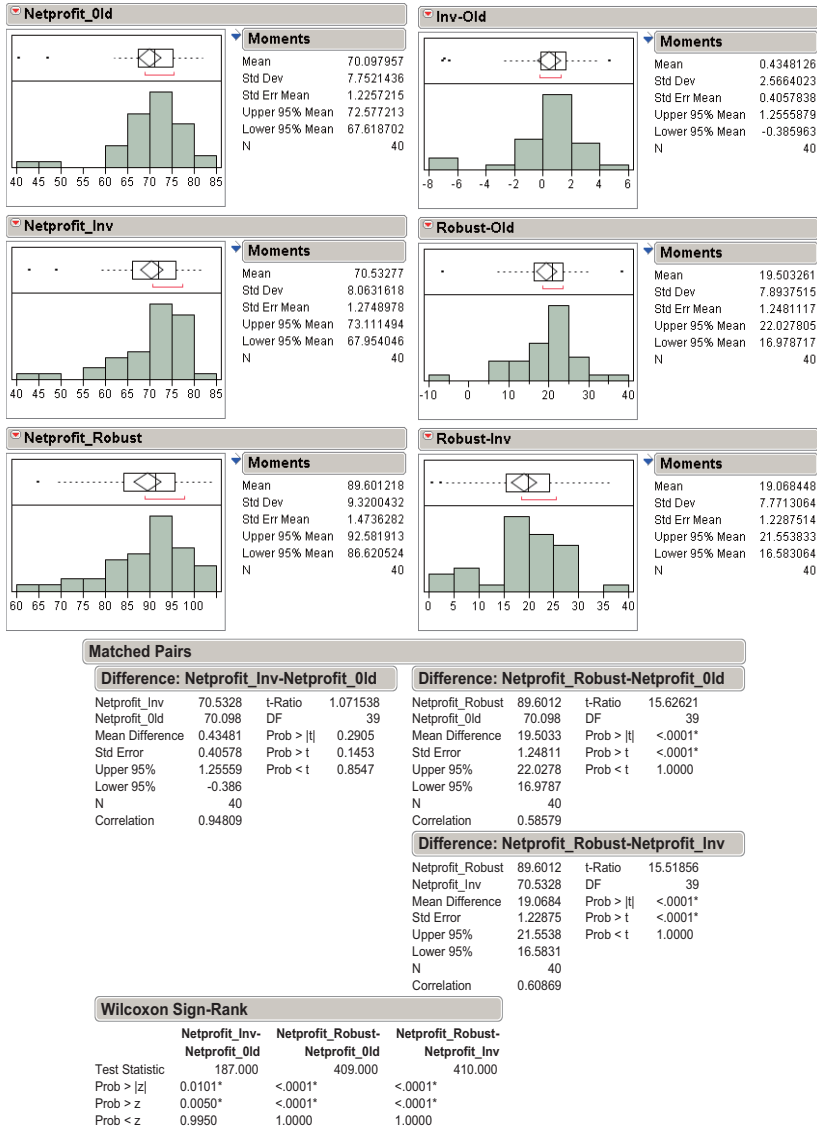 Netprofit_0ld
Moments
Mean 70.097957
Std Dev 7.7521436
Std Err Mean 1.2257215
Upper 95% Mean 72.577213
Lower 95% Mean 67.618702
N 40
40 45 50 55 60 65 70 75 80 85
Inv-Old
Moments
Mean 0.4348126
Std Dev 2.5664023
Std Err Mean 0.4057838
Upper 95% Mean 1.2555879
Lower 95% Mean -0.385963
N 40
-8 -6 -4 -2 0 2 4 6
Netprofit_Inv
Moments
Mean 70.53277
Std Dev 8.0631618
Std Err Mean 1.2748978
Upper 95% Mean 73.111494
Lower 95% Mean 67.954046
N 40
40 45 50 55 60 65 70 75 80 85
Robust-Old
Moments
Mean 19.503261
Std Dev 7.8937515
Std Err Mean 1.2481117
Upper 95% Mean 22.027805
Lower 95% Mean 16.978717
N 40
-10 0 10 20 30 40
Netprofit_Robust
Moments
Mean 89.601218
Std Dev 9.3200432
Std Err Mean 1.4736282
Upper 95% Mean 92.581913
Lower 95% Mean 86.620524
N 40
60 65 70 75 80 85 90 95 100
Robust-Inv
Moments
Mean 19.068448
Std Dev 7.7713064
Std Err Mean 1.2287514
Upper 95% Mean 21.553833
Lower 95% Mean 16.583064
N 40
0 5 10 15 20 25 30 35 40
Matched Pairs
Difference: Netprofit_Inv-Netprofit_0ld
Netprofit_Inv 70.5328 t-Ratio 1.071538
Netprofit_0ld 70.098 DF 39
Mean Difference 0.43481 Prob > |t| 0.2905
Std Error 0.40578 Prob > t 0.1453
Upper 95% 1.25559 Prob < t 0.8547
Lower 95% -0.386
N 40
Correlation 0.94809
Difference: Netprofit_Robust-Netprofit_0ld
Netprofit_Robust 89.6012 t-Ratio 15.62621
Netprofit_0ld 70.098 DF 39
Mean Difference 19.5033 Prob > |t| <.0001*
Std Error 1.24811 Prob > t <.0001*
Upper 95% 22.0278 Prob < t 1.0000
Lower 95% 16.9787
N 40
Correlation 0.58579
Difference: Netprofit_Robust-Netprofit_Inv
Netprofit_Robust 89.6012 t-Ratio 15.51856
Netprofit_Inv 70.5328 DF 39
Mean Difference 19.0684 Prob > |t| <.0001*
Std Error 1.22875 Prob > t <.0001*
Upper 95% 21.5538 Prob < t 1.0000
Lower 95% 16.5831
N 40
Correlation 0.60869
Wilcoxon Sign-Rank
Netprofit_Inv- Netprofit_Robust- Netprofit_Robust-
Netprofit_0ld Netprofit_0ld Netprofit_Inv
Test Statistic 187.000 409.000 410.000
Prob > |z| 0.0101* <.0001* <.0001*
Prob > z 0.0050* <.0001* <.0001*
Prob < z 0.9950 1.0000 1.0000